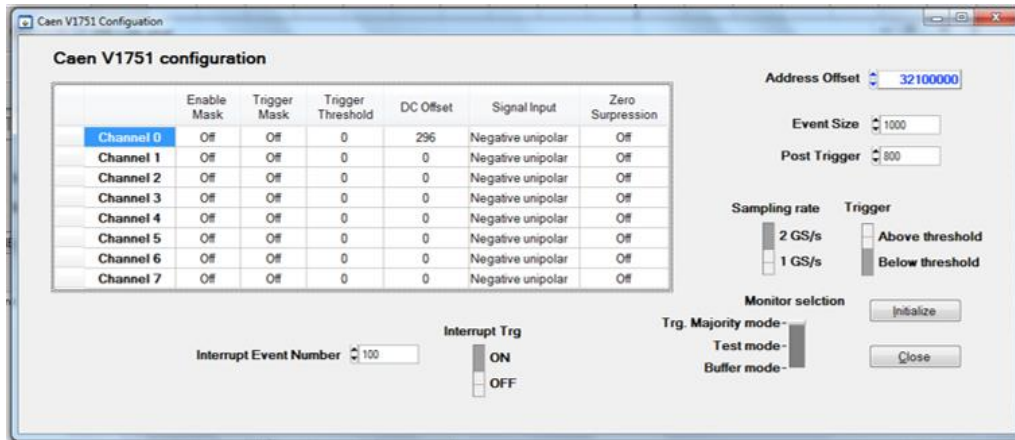 Caen V1751 Configuation
Caen V1751 configuration
Address Offset 32100000
Enable Mask Trigger Mask Trigger Threshold DC Offset Signal Input Zero Surpression
Channel 0 Off Off 0 296 Negative unipolar Off
Channel 1 Off Off 0 0 Negative unipolar Off
Channel 2 Off Off 0 0 Negative unipolar Off
Channel 3 Off Off 0 0 Negative unipolar Off
Channel 4 Off Off 0 0 Negative unipolar Off
Channel 5 Off Off 0 0 Negative unipolar Off
Channel 6 Off Off 0 0 Negative unipolar Off
Channel 7 Off Off 0 0 Negative unipolar Off
Event Size 1000
Post Trigger 800
Sampling rate Trigger
2 GS/s Above threshold
1 GS/s Below threshold
Monitor selction
Trg. Majority mode
Test mode
Buffer mode
Initialize
Close
Interrupt Event Number 100
Interrupt Trg
ON
OFF